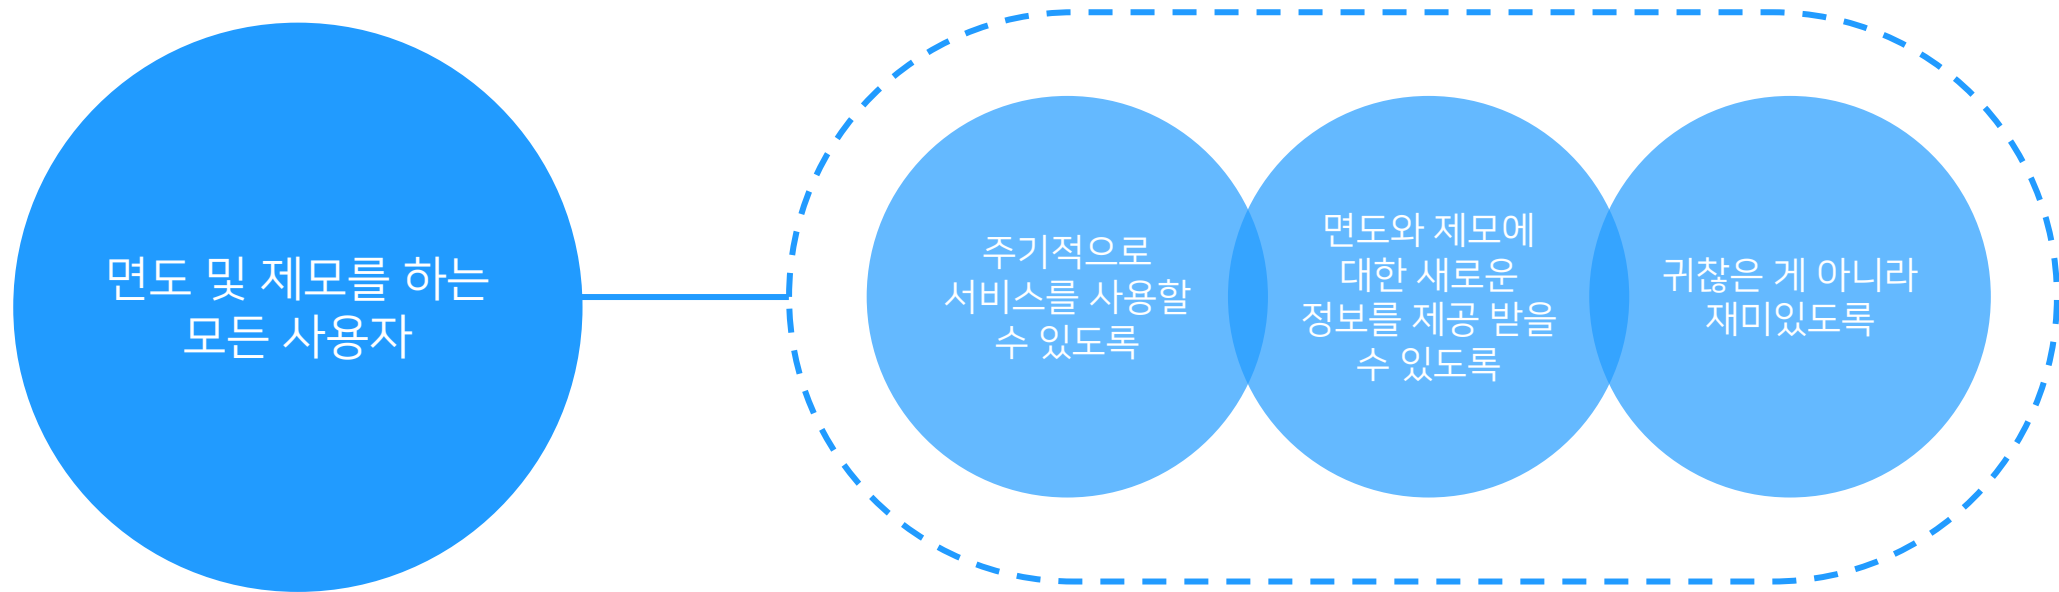 면도 및 제모를 하는
모든 사용자
주기적으로
서비스를 사용할
수 있도록
면도와 제모에
대한 새로운
정보를 제공 받을
수 있도록
귀찮은 게 아니라
재미있도록